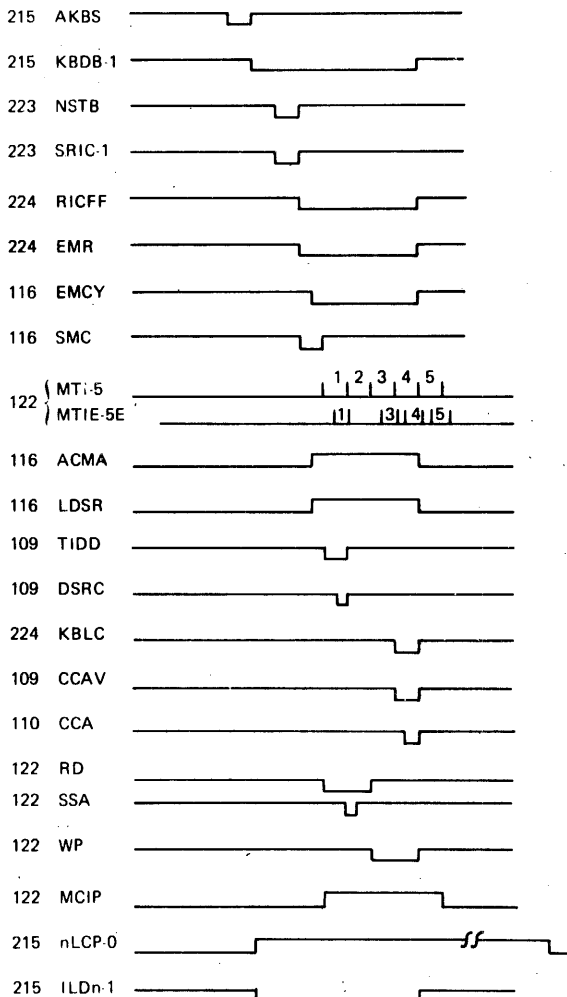 215 AKBS
215 KBDB-1
223 NSTB
223 SRIC-1
224 RICFF
224 EMR
116 EMCY
116 SMC
1 2 3 4 5
122 { MTi-5
MTIE-5E 1 3 4 5
116 ACMA
116 LDSR
109 TIDD
109 DSRC
224 KBLC
109 CCAV
110 CCA
122 RD
122 SSA
122 WP
122 MCIP
215 nLCP-0
215 ILDn-1